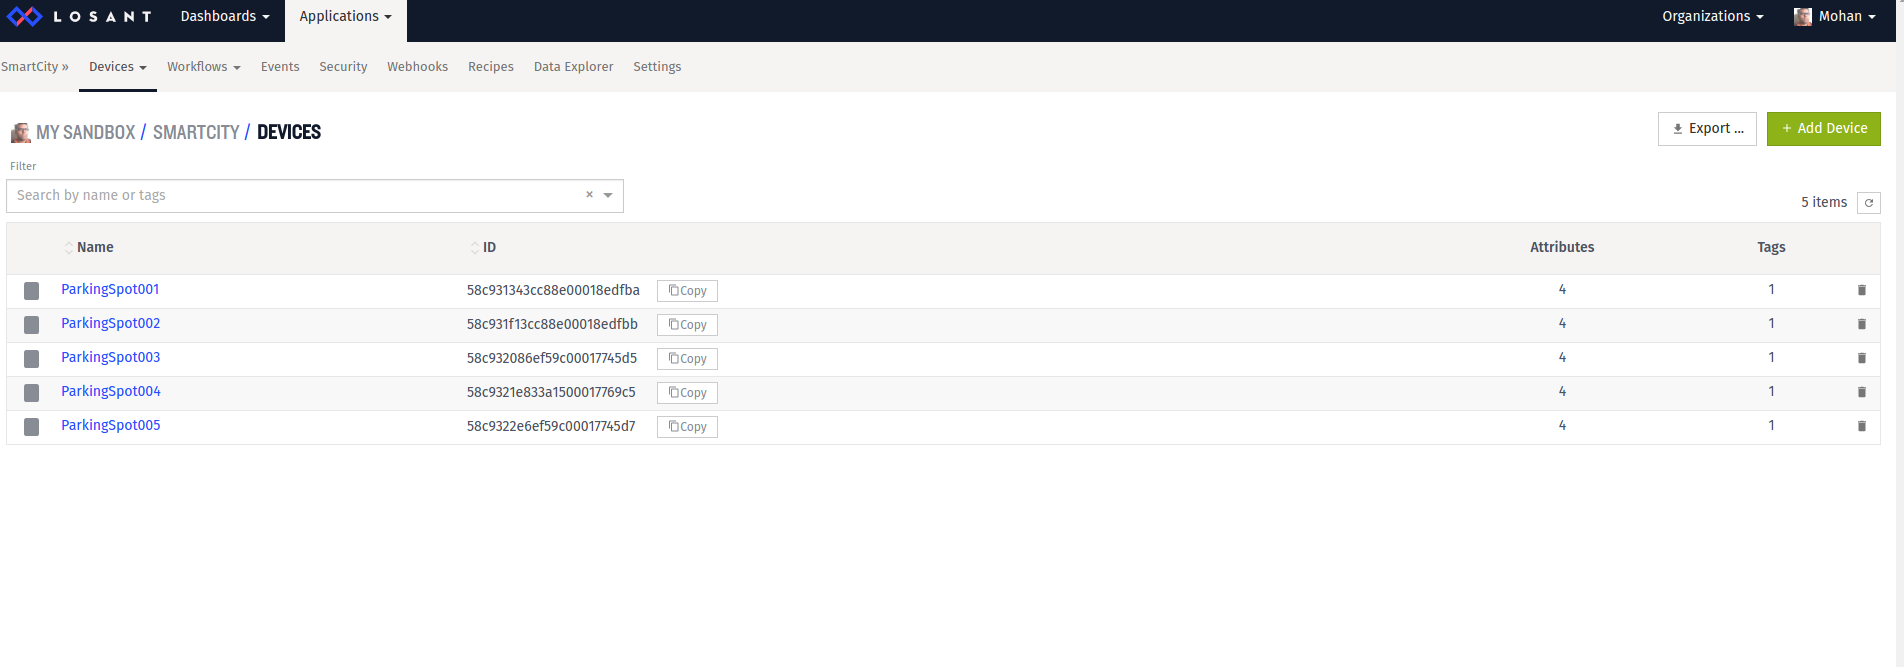 LOSANT Dashboards Applications Organizations Mohan
SmartCity » Devices Workflows Events Security Webhooks Recipes Data Explorer Settings
MY SANDBOX / SMARTCITY / DEVICES
Export ... + Add Device
Filter
Search by name or tags ×
5 items
Name ID Attributes Tags
ParkingSpot001 58c931343cc88e00018edfba Copy 4 1
ParkingSpot002 58c931f13cc88e00018edfbb Copy 4 1
ParkingSpot003 58c932086ef59c00017745d5 Copy 4 1
ParkingSpot004 58c9321e833a1500017769c5 Copy 4 1
ParkingSpot005 58c9322e6ef59c00017745d7 Copy 4 1